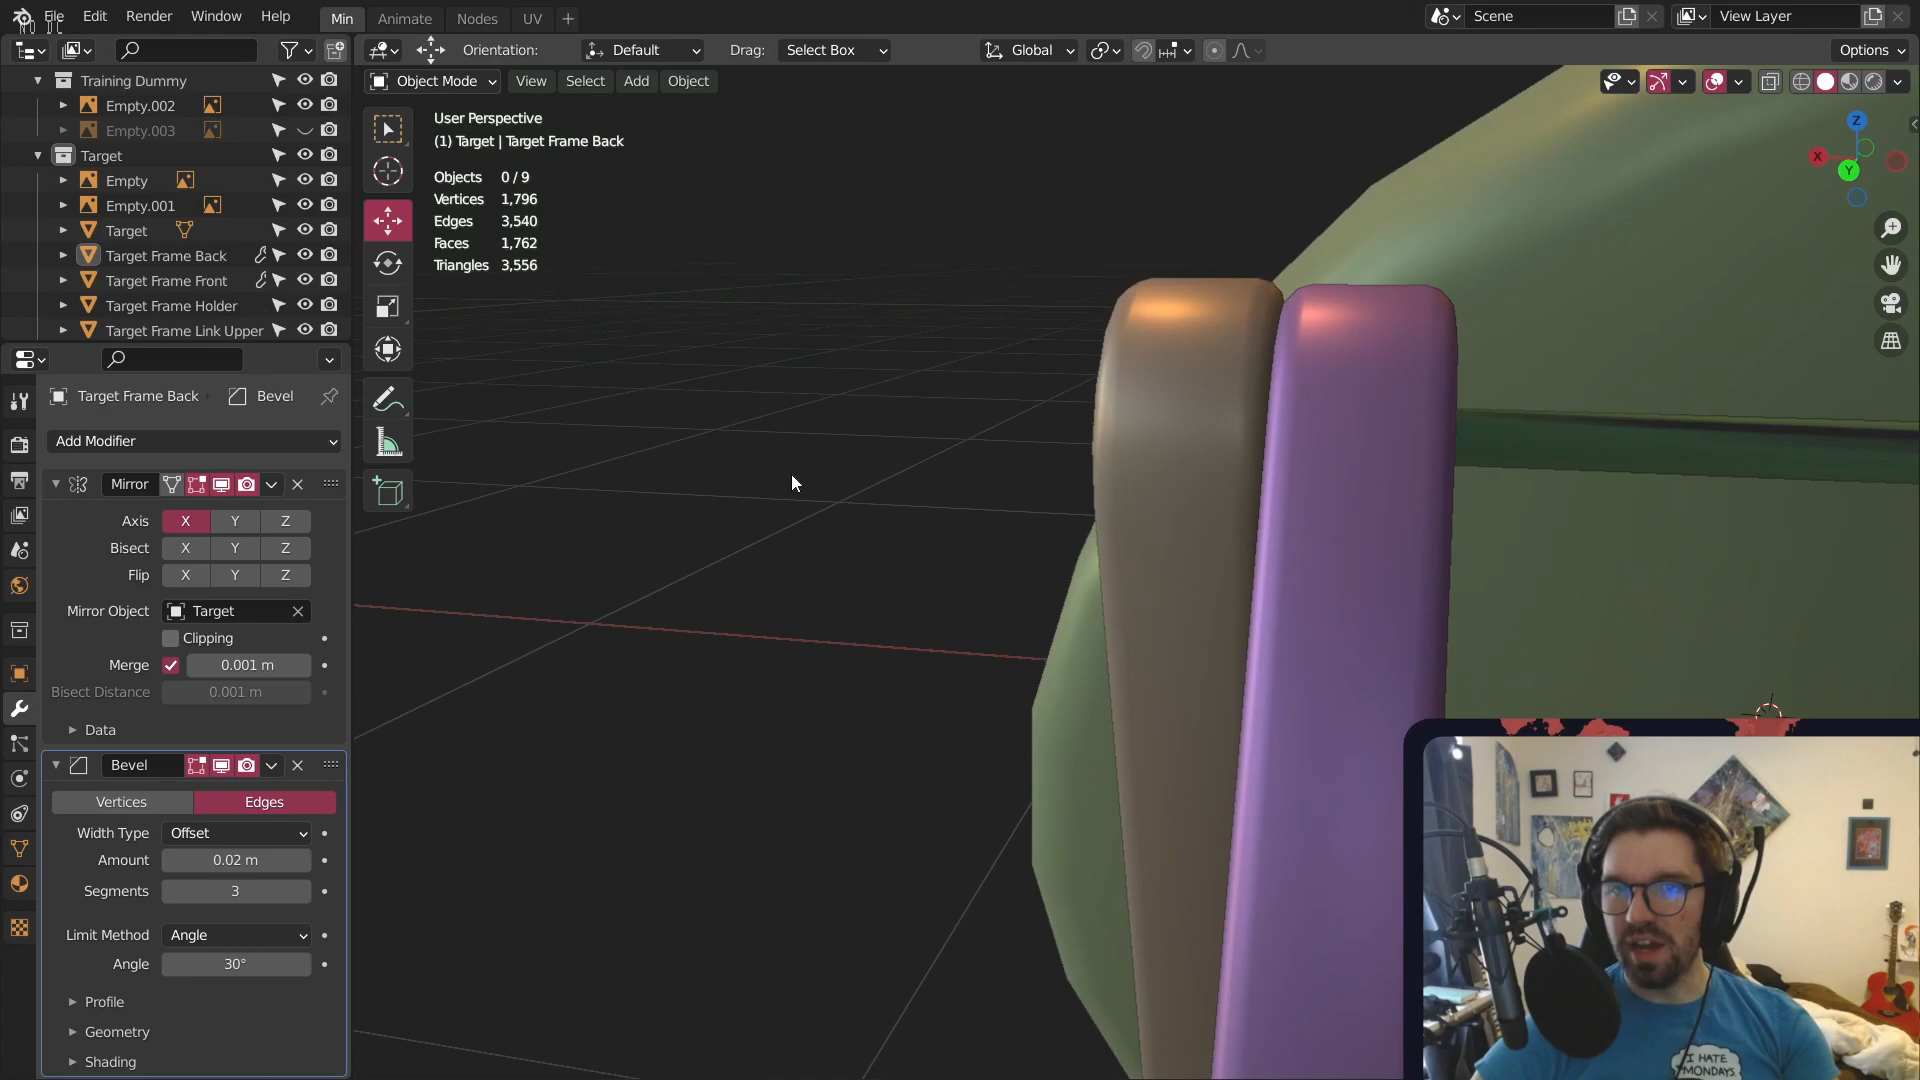 File Edit Render Window Help Min Animate Nodes UV Scene View Layer
Orientation: Default Drag: Select Box Global Options
Training Dummy
Empty.002
Empty.003
Target
Empty
Empty.001
Target
Target Frame Back
Target Frame Front
Target Frame Holder
Target Frame Link Upper
Target Frame Back Bevel
Add Modifier
Mirror
Axis X Y Z
Bisect X Y Z
Flip X Y Z
Mirror Object Target
Clipping
Merge 0.001 m
Bisect Distance 0.001 m
Data
Bevel
Vertices Edges
Width Type Offset
Amount 0.02 m
Segments 3
Limit Method Angle
Angle 30°
Profile
Geometry
Shading
Object Mode View Select Add Object
User Perspective
(1) Target | Target Frame Back
Objects 0 / 9
Vertices 1,796
Edges 3,540
Faces 1,762
Triangles 3,556
Z
X
Y
I HATE
MONDAYS